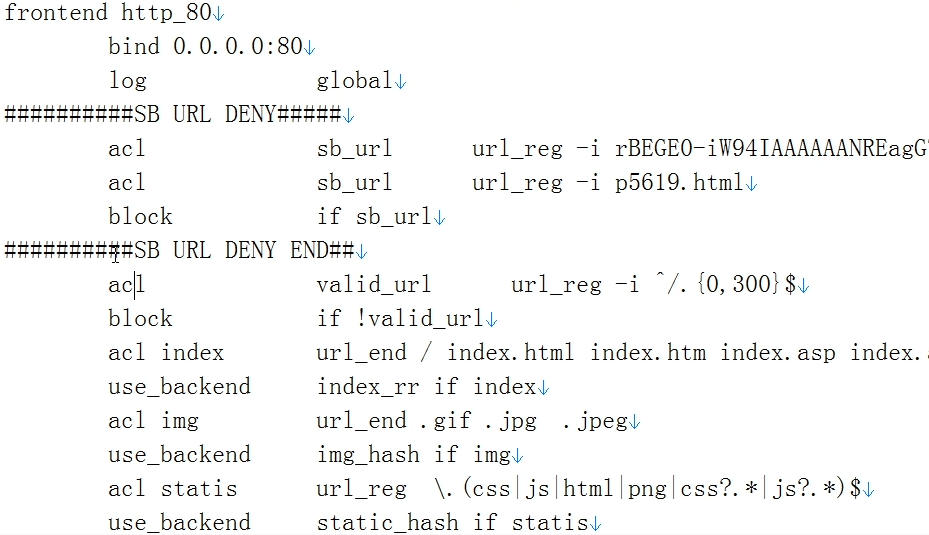 frontend http_80
bind 0.0.0.0:80
log global
##########SB URL DENY#####
acl sb_url url_reg -i rBEGE0-iW94IAAAAAANREagG
acl sb_url url_reg -i p5619.html
block if sb_url
##########SB URL DENY END##
acl valid_url url_reg -i ^/.{0,300}$
block if !valid_url
acl index url_end / index.html index.htm index.asp index.
use_backend index_rr if index
acl img url_end .gif .jpg .jpeg
use_backend img_hash if img
acl statis url_reg \.(css|js|html|png|css?.*|js?.*)$
use_backend static_hash if statis